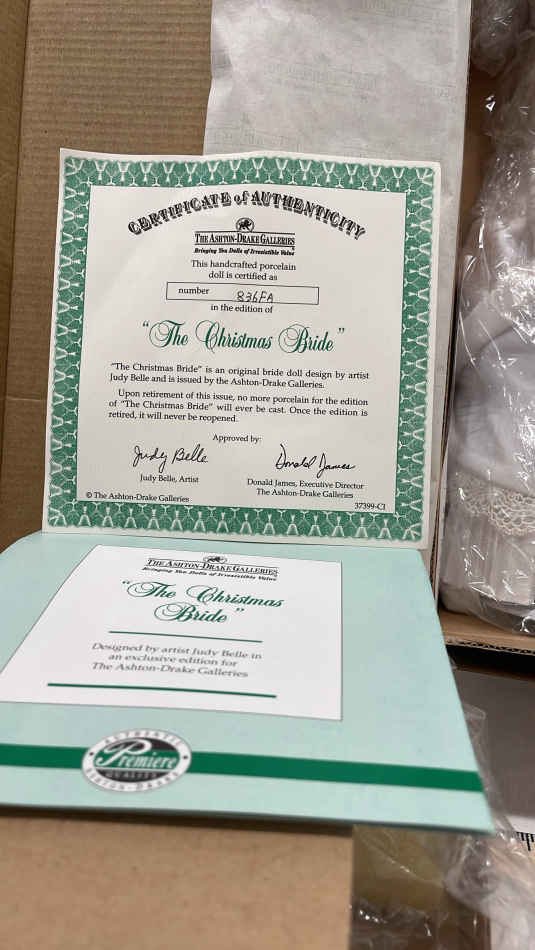 CERTIFICATE of AUTHENTICITY
THE ASHTON-DRAKE GALLERIES
Bringing You Dolls of Irresistible Value
This handcrafted porcelain
doll is certified as
number 836FA
in the edition of
"The Christmas Bride"
"The Christmas Bride" is an original bride doll design by artist
Judy Belle and is issued by the Ashton-Drake Galleries.
Upon retirement of this issue, no more porcelain for the edition
of "The Christmas Bride" will ever be cast. Once the edition is
retired, it will never be reopened.
Approved by:
Judy Belle
Donald James
Judy Belle, Artist
Donald James, Executive Director
The Ashton-Drake Galleries
© The Ashton-Drake Galleries
37399-CI
THE ASHTON-DRAKE GALLERIES
Bringing You Dolls of Irresistible Value
"The Christmas
Bride"
Designed by artist Judy Belle in
an exclusive edition for
The Ashton-Drake Galleries
AUTHENTIC
Premiere
QUALITY
ASHTON-DRAKE